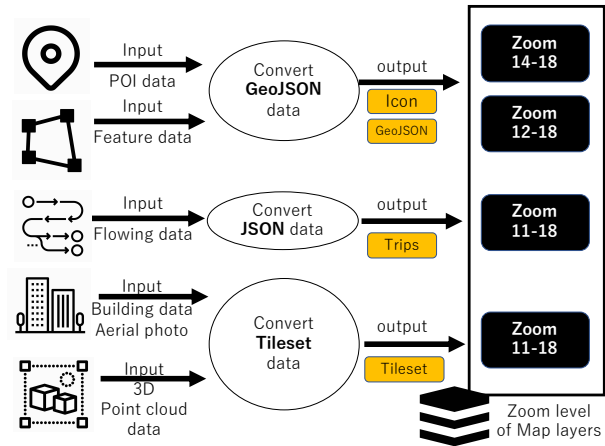 Input
POI data
Input
Feature data
Convert
GeoJSON
data
output
Icon
GeoJSON
Zoom
14-18
Zoom
12-18
Input
Flowing data
Convert
JSON data
output
Trips
Zoom
11-18
Input
Building data
Aerial photo
Input
3D
Point cloud
data
Convert
Tileset
data
output
Tileset
Zoom
11-18
Zoom level
of Map layers